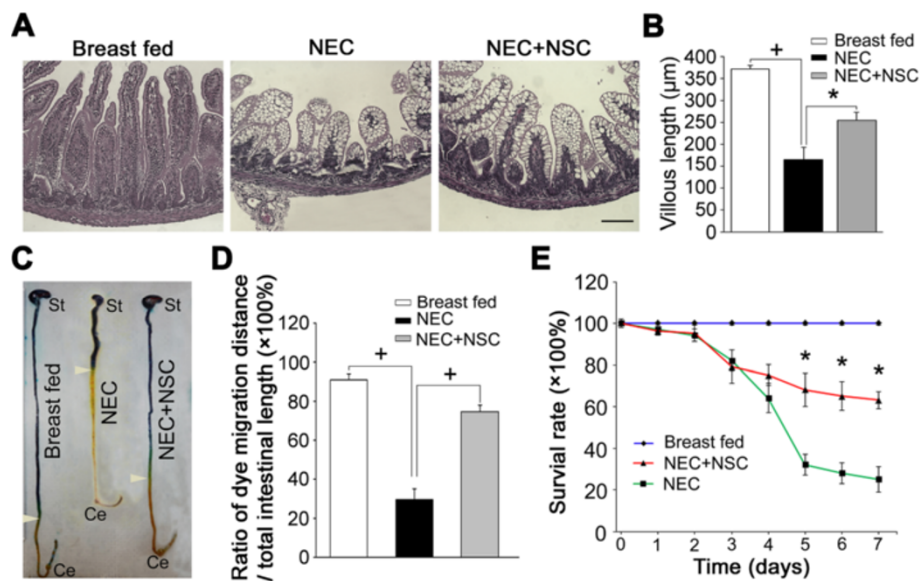 A
Breast fed
NEC
NEC+NSC
B
Breast fed
NEC
NEC+NSC
Villous length (µm)
400
350
300
250
200
150
100
50
0
+
*
C
St
St
St
Breast fed
NEC
NEC+NSC
Ce
Ce
Ce
D
Breast fed
NEC
NEC+NSC
Ratio of dye migration distance
/ total intestinal length (×100%)
120
100
80
60
40
20
0
+
+
E
Survial rate (×100%)
120
100
80
60
40
20
0
* * *
Breast fed
NEC+NSC
NEC
0 1 2 3 4 5 6 7
Time (days)